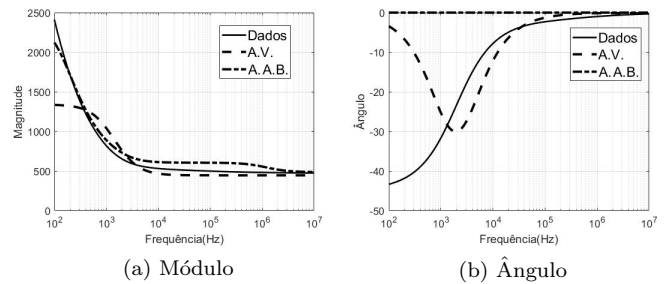 2500
2000
1500
1000
500
0
Magnitude
Dados
A.V.
A.A.B.
10^2 10^3 10^4 10^5 10^6 10^7
Frequência(Hz)
(a) Módulo
0
-10
-20
-30
-40
-50
Ângulo
Dados
A.V.
A.A.B.
10^2 10^3 10^4 10^5 10^6 10^7
Frequência(Hz)
(b) Ângulo